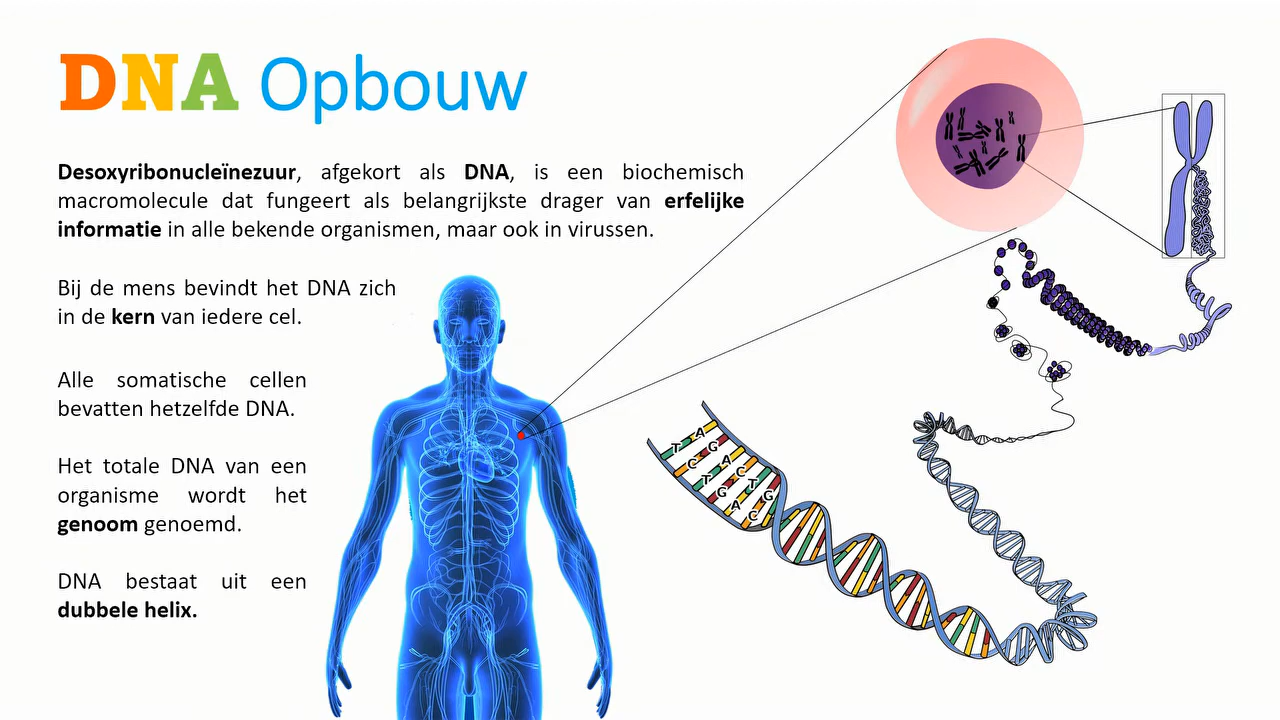 DNA Opbouw
Desoxyribonucleïnezuur, afgekort als DNA, is een biochemisch
macromolecule dat fungeert als belangrijkste drager van erfelijke
informatie in alle bekende organismen, maar ook in virussen.
Bij de mens bevindt het DNA zich
in de kern van iedere cel.
Alle somatische cellen
bevatten hetzelfde DNA.
Het totale DNA van een
organisme wordt het
genoom genoemd.
DNA bestaat uit een
dubbele helix.
T A
C G
T A
G C
A T
C G